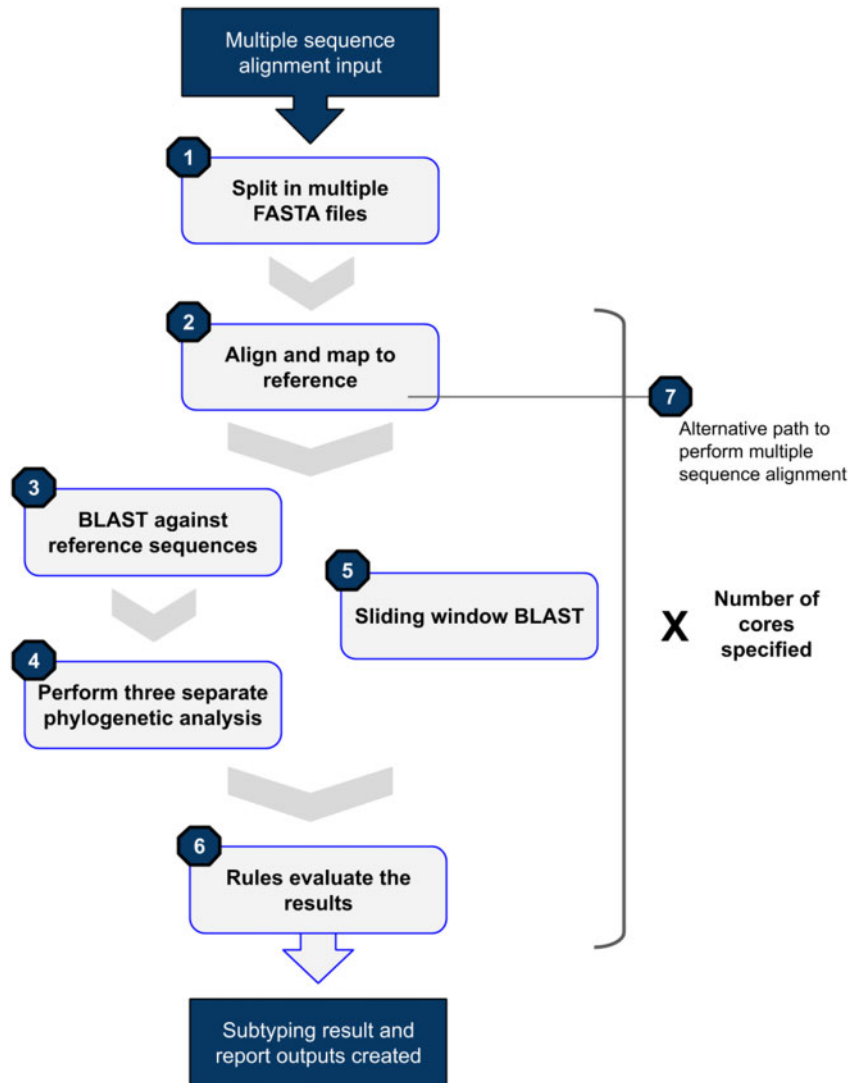 Multiple sequence
alignment input
1
Split in multiple
FASTA files
2
Align and map to
reference
7
Alternative path to
perform multiple
sequence alignment
3
BLAST against
reference sequences
5
Sliding window BLAST
X
Number of
cores
specified
4
Perform three separate
phylogenetic analysis
6
Rules evaluate the
results
Subtyping result and
report outputs created